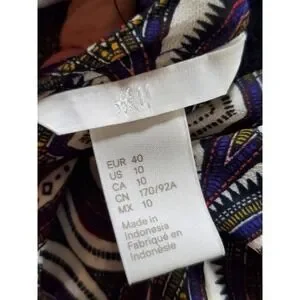 H&M
EUR 40
US 10
CA 10
CN 170/92A
MX 10
Made in
Indonesia
Fabriqué en
Indonésie